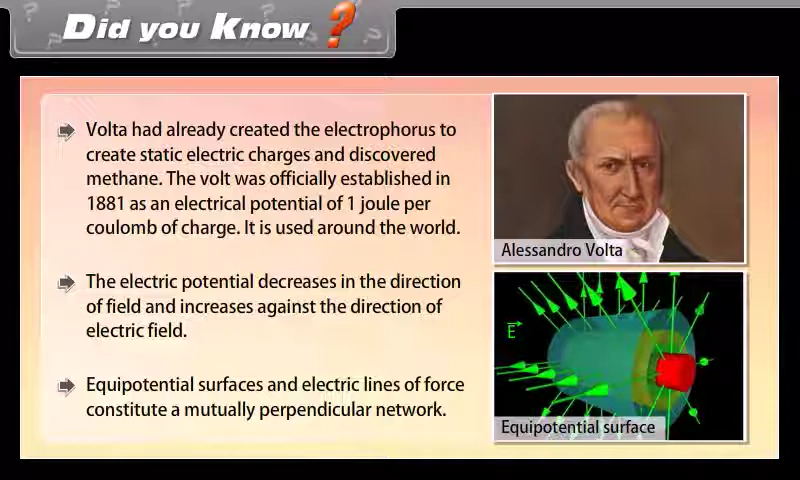 Did you Know ?
Volta had already created the electrophorus to
create static electric charges and discovered
methane. The volt was officially established in
1881 as an electrical potential of 1 joule per
coulomb of charge. It is used around the world.
Alessandro Volta
The electric potential decreases in the direction
of field and increases against the direction of
electric field.
Equipotential surfaces and electric lines of force
constitute a mutually perpendicular network.
E
Equipotential surface